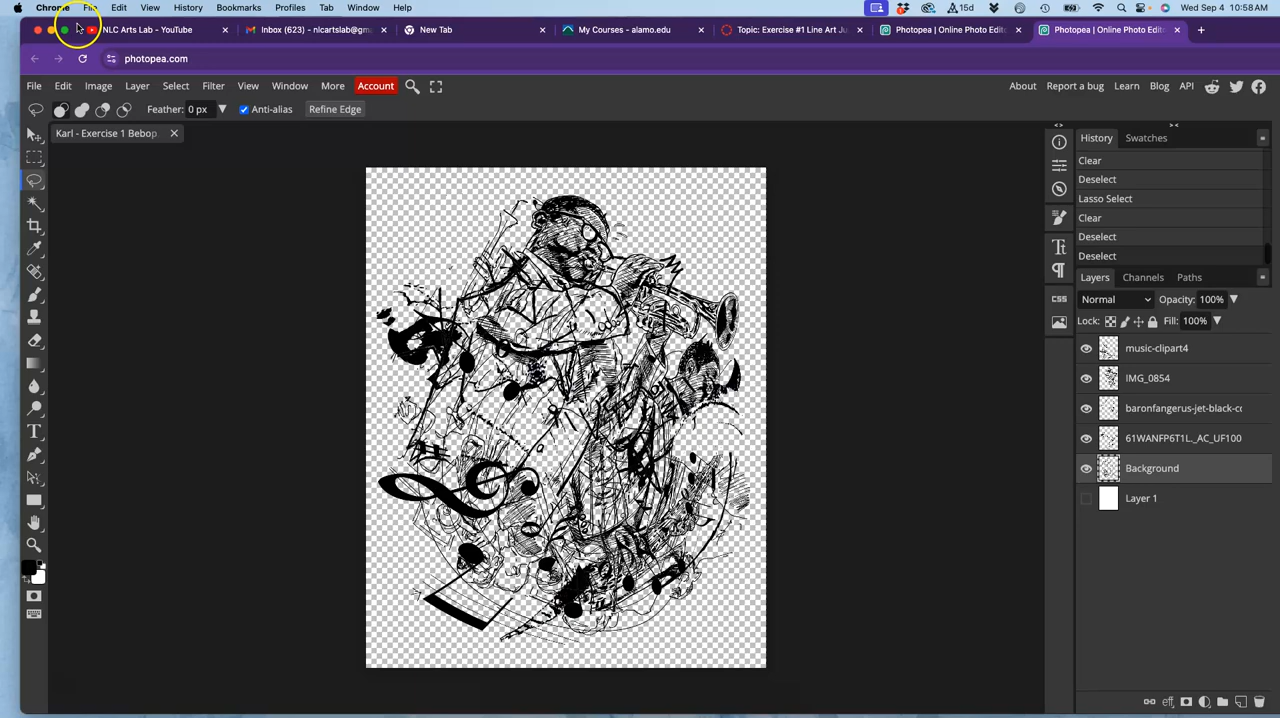 Chrome File Edit View History Bookmarks Profiles Tab Window Help 15d Wed Sep 4 10:58 AM
NLC Arts Lab - YouTube Inbox (623) - nlcartslab@gm New Tab My Courses - alamo.edu Topic: Exercise #1 Line Art Ju Photopea | Online Photo Edit Photopea | Online Photo Edit
photopea.com
File Edit Image Layer Select Filter View Window More Account About Report a bug Learn Blog API
Feather: 0 px Anti-alias Refine Edge
Karl - Exercise 1 Bebop
History Swatches
Clear
Deselect
Lasso Select
Clear
Deselect
Deselect
Layers Channels Paths
CSS Normal Opacity: 100%
Lock: Fill: 100%
music-clipart4
IMG_0854
baronfangerus-jet-black-co
61WANFP6T1L._AC_UF100
Background
Layer 1
eff